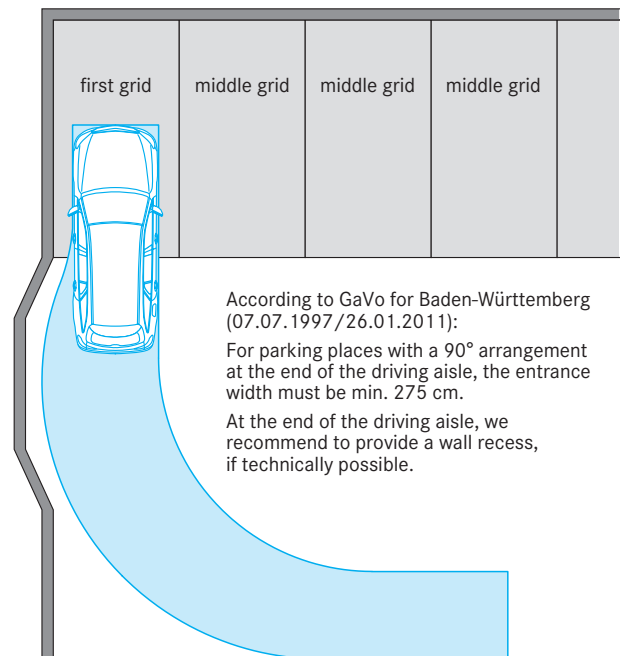 first grid
middle grid
middle grid
middle grid
According to GaVo for Baden-Württemberg
(07.07.1997/26.01.2011):
For parking places with a 90° arrangement
at the end of the driving aisle, the entrance
width must be min. 275 cm.
At the end of the driving aisle, we
recommend to provide a wall recess,
if technically possible.